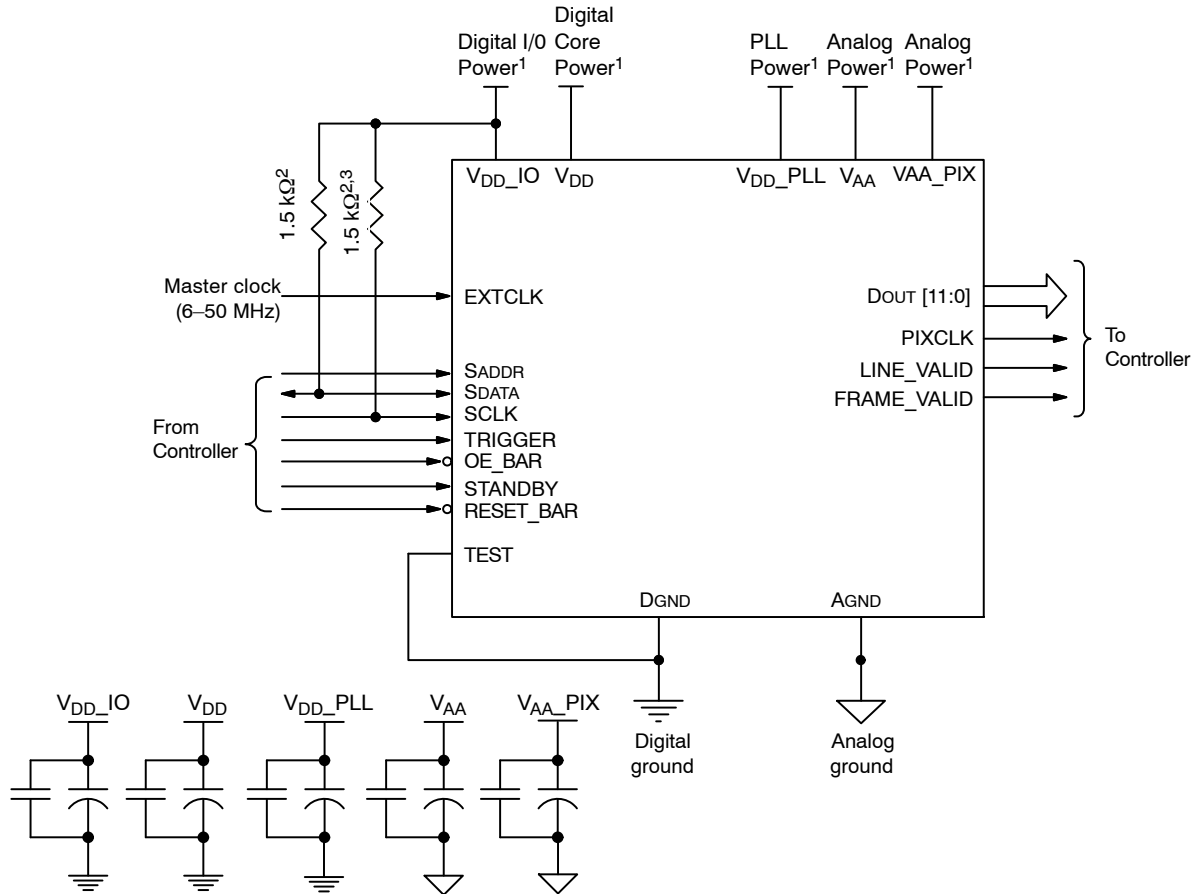 Digital I/0
Power¹
Digital
Core
Power¹
PLL
Power¹
Analog
Power¹
Analog
Power¹
1.5 kΩ²
1.5 kΩ²,³
VDD_IO
VDD
VDD_PLL
VAA
VAA_PIX
Master clock
(6–50 MHz)
EXTCLK
DOUT [11:0]
PIXCLK
LINE_VALID
FRAME_VALID
To
Controller
From
Controller
SADDR
SDATA
SCLK
TRIGGER
OE_BAR
STANDBY
RESET_BAR
TEST
DGND
AGND
Digital
ground
Analog
ground
VDD_IO
VDD
VDD_PLL
VAA
VAA_PIX